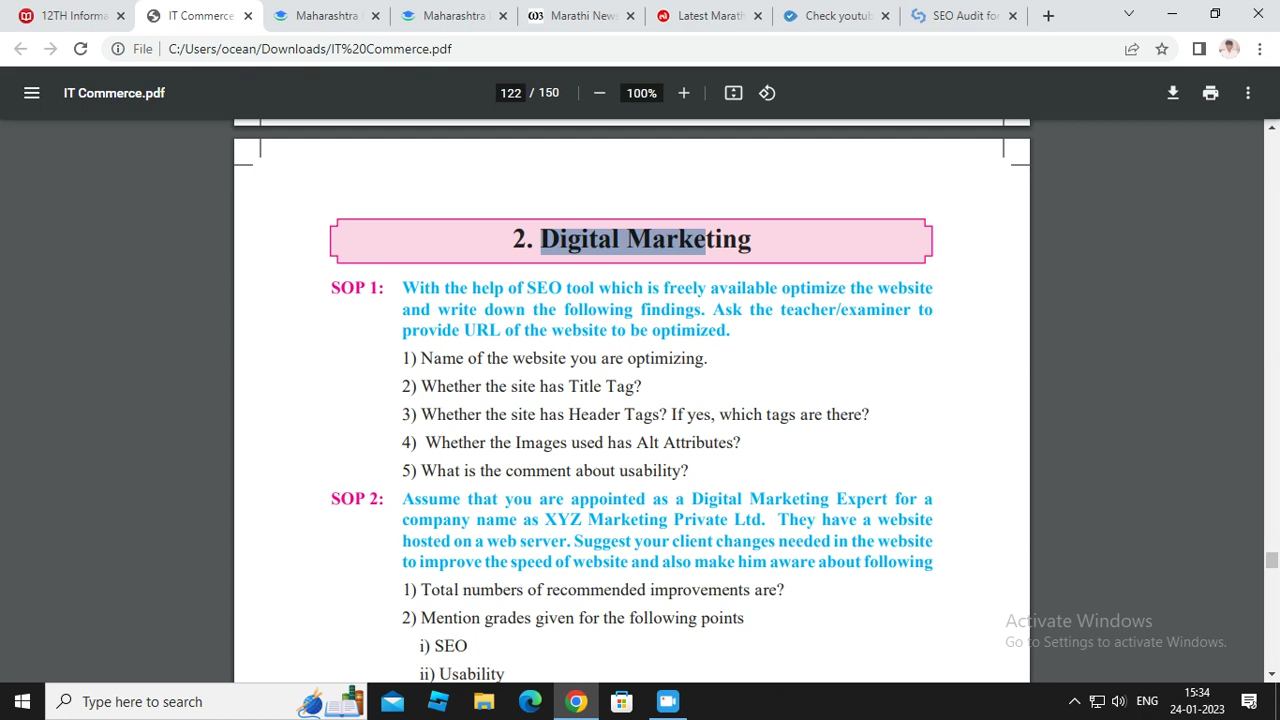 12TH Informa
IT Commerce
Maharashtra
Maharashtra
Marathi New
Latest Marat
Check youtub
SEO Audit fo
File | C:/Users/ocean/Downloads/IT%20Commerce.pdf
IT Commerce.pdf
122 / 150
100%
2. Digital Marketing
SOP 1: With the help of SEO tool which is freely available optimize the website
and write down the following findings. Ask the teacher/examiner to
provide URL of the website to be optimized.
1) Name of the website you are optimizing.
2) Whether the site has Title Tag?
3) Whether the site has Header Tags? If yes, which tags are there?
4) Whether the Images used has Alt Attributes?
5) What is the comment about usability?
SOP 2: Assume that you are appointed as a Digital Marketing Expert for a
company name as XYZ Marketing Private Ltd. They have a website
hosted on a web server. Suggest your client changes needed in the website
to improve the speed of website and also make him aware about following
1) Total numbers of recommended improvements are?
2) Mention grades given for the following points
i) SEO
ii) Usability
Activate Windows
Go to Settings to activate Windows.
Type here to search
ENG
15:34
24-01-2023